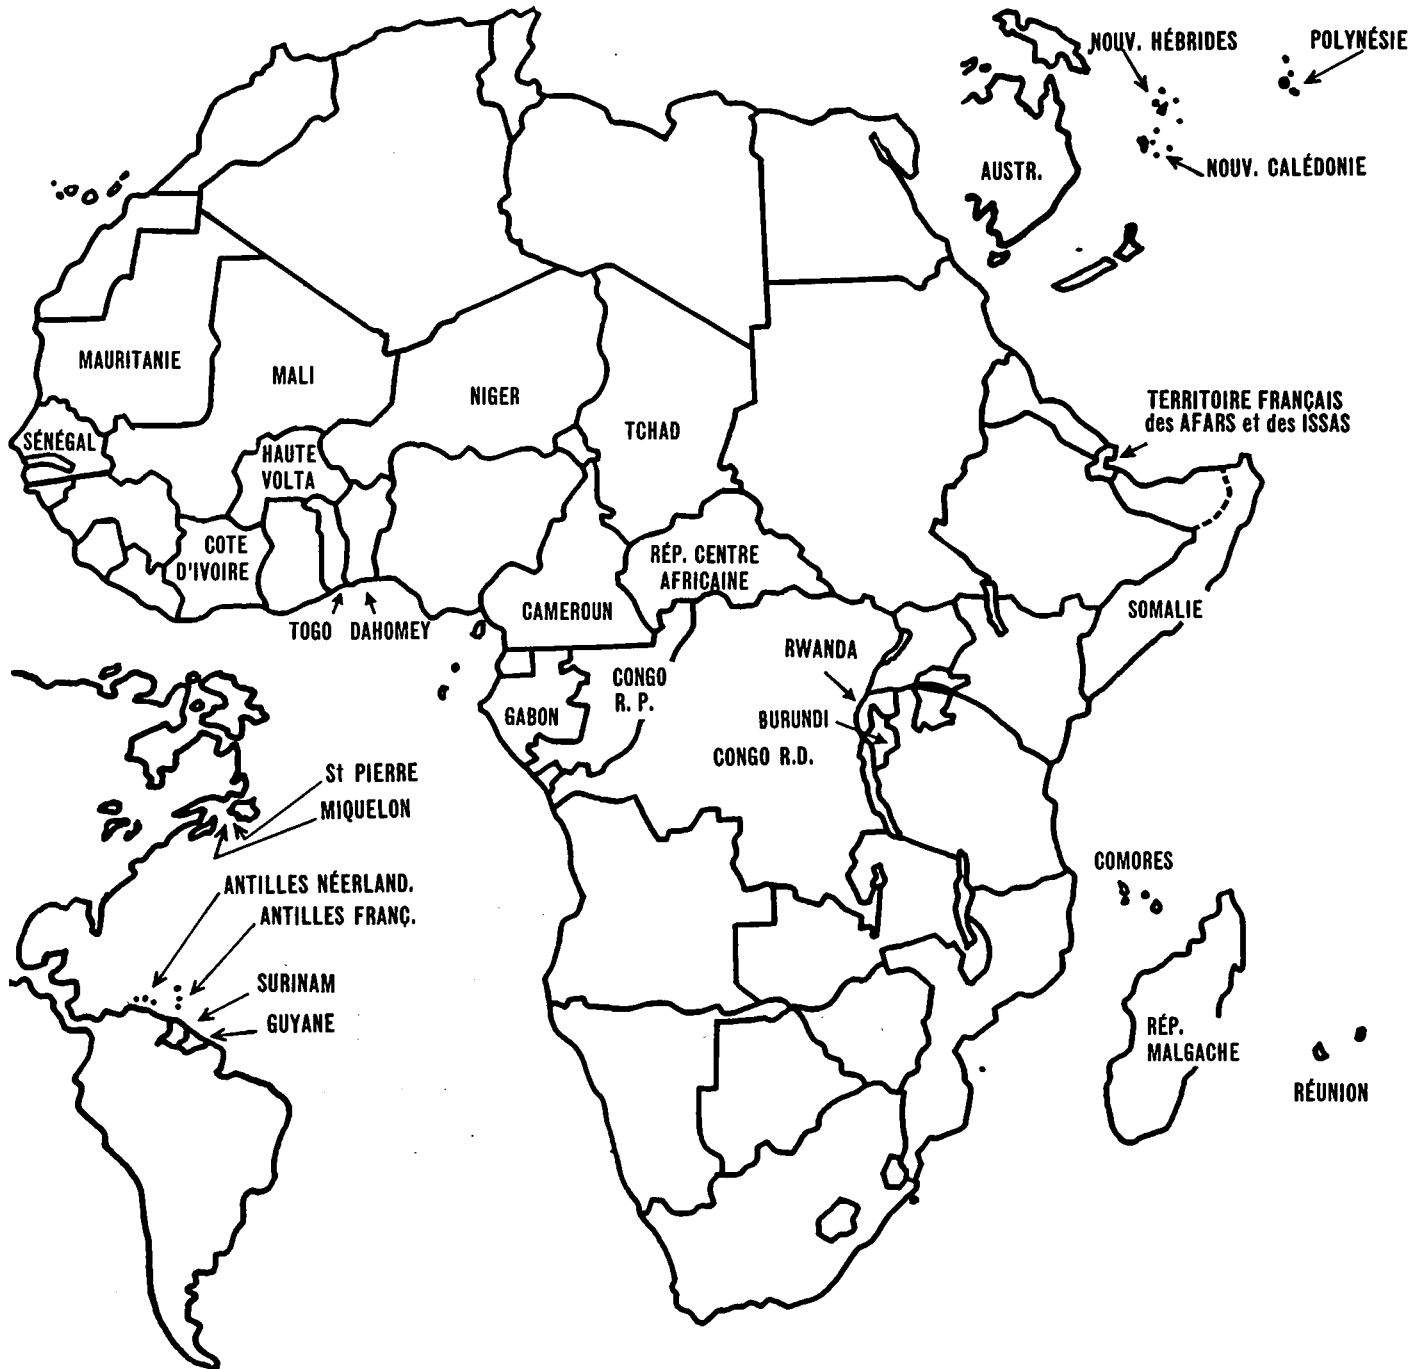 NOUV. HÉBRIDES
POLYNÉSIE
AUSTR.
NOUV. CALÉDONIE
MAURITANIE
MALI
NIGER
TCHAD
TERRITOIRE FRANÇAIS
des AFARS et des ISSAS
SÉNÉGAL
HAUTE
VOLTA
COTE
D'IVOIRE
RÉP. CENTRE
AFRICAINE
TOGO
DAHOMEY
CAMEROUN
SOMALIE
RWANDA
CONGO
R. P.
GABON
BURUNDI
CONGO R.D.
St PIERRE
MIQUELON
ANTILLES NÉERLAND.
ANTILLES FRANÇ.
SURINAM
GUYANE
COMORES
RÉP.
MALGACHE
RÉUNION